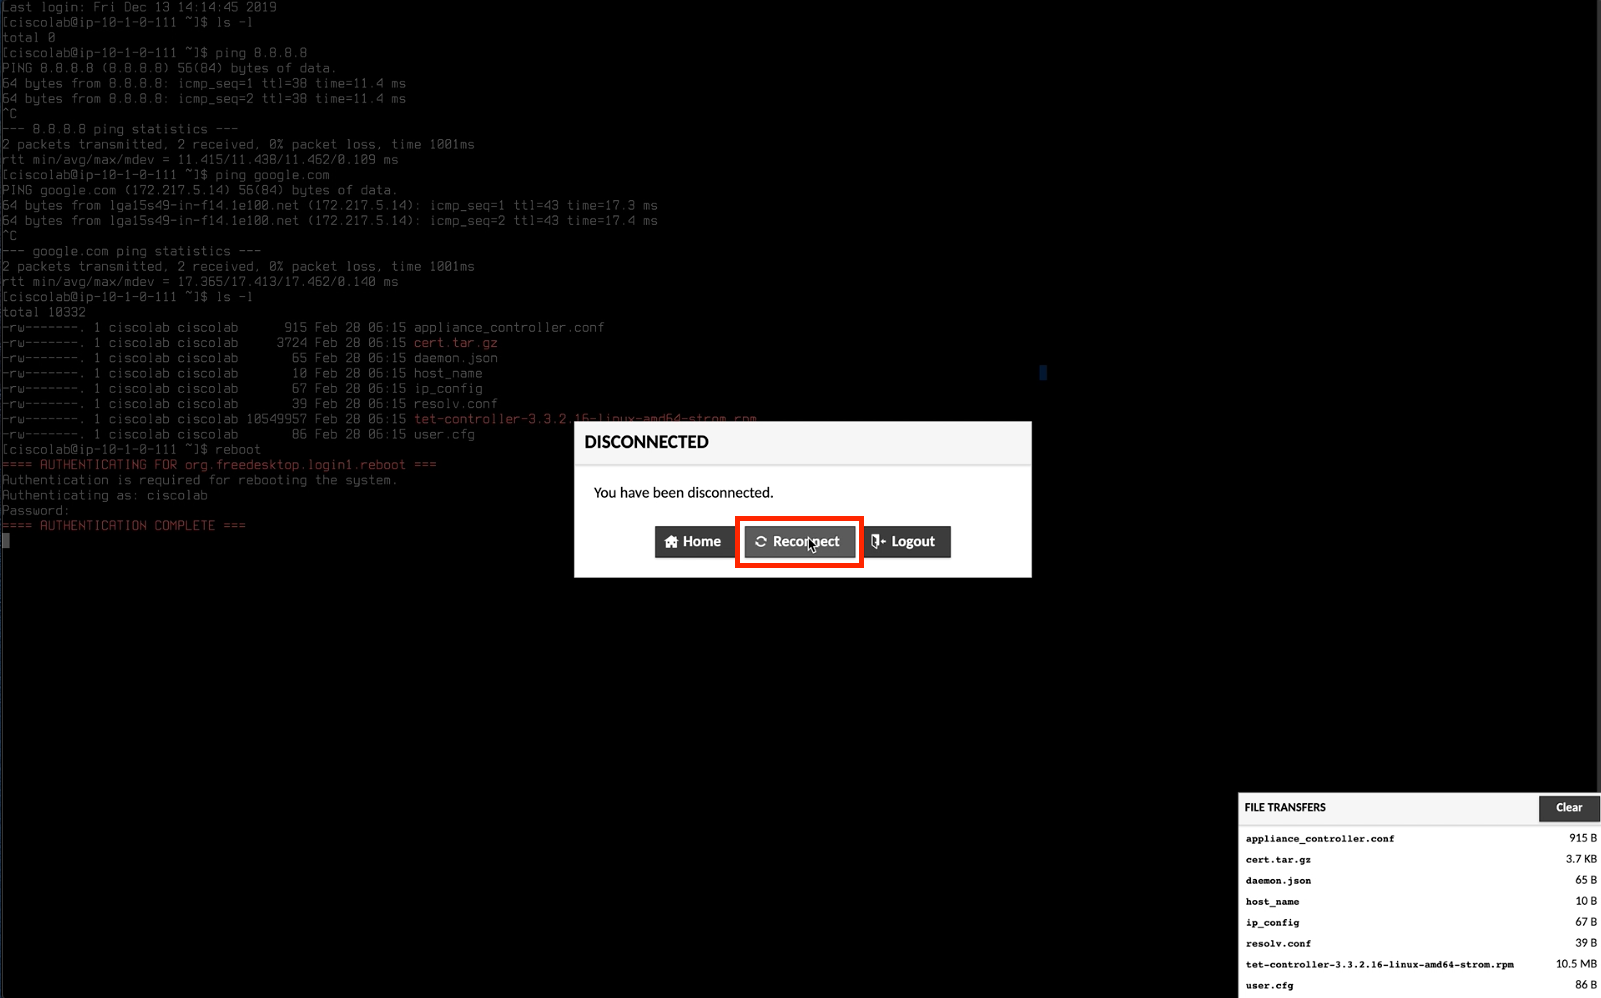 Last login: Fri Dec 13 14:14:45 2019
[ciscolab@ip-10-1-0-111 ~]$ ls -l
total 0
[ciscolab@ip-10-1-0-111 ~]$ ping 8.8.8.8
PING 8.8.8.8 (8.8.8.8) 56(84) bytes of data.
64 bytes from 8.8.8.8: icmp_seq=1 ttl=38 time=11.4 ms
64 bytes from 8.8.8.8: icmp_seq=2 ttl=38 time=11.4 ms
^C
--- 8.8.8.8 ping statistics ---
2 packets transmitted, 2 received, 0% packet loss, time 1001ms
rtt min/avg/max/mdev = 11.415/11.438/11.462/0.109 ms
[ciscolab@ip-10-1-0-111 ~]$ ping google.com
PING google.com (172.217.5.14) 56(84) bytes of data.
64 bytes from lga15s49-in-f14.1e100.net (172.217.5.14): icmp_seq=1 ttl=43 time=17.3 ms
64 bytes from lga15s49-in-f14.1e100.net (172.217.5.14): icmp_seq=2 ttl=43 time=17.4 ms
^C
--- google.com ping statistics ---
2 packets transmitted, 2 received, 0% packet loss, time 1001ms
rtt min/avg/max/mdev = 17.365/17.413/17.462/0.140 ms
[ciscolab@ip-10-1-0-111 ~]$ ls -l
total 10332
-rw-------. 1 ciscolab ciscolab      915 Feb 28 06:15 appliance_controller.conf
-rw-------. 1 ciscolab ciscolab     3724 Feb 28 06:15 cert.tar.gz
-rw-------. 1 ciscolab ciscolab       65 Feb 28 06:15 daemon.json
-rw-------. 1 ciscolab ciscolab       10 Feb 28 06:15 host_name
-rw-------. 1 ciscolab ciscolab       67 Feb 28 06:15 ip_config
-rw-------. 1 ciscolab ciscolab       39 Feb 28 06:15 resolv.conf
-rw-------. 1 ciscolab ciscolab 10549957 Feb 28 06:15 tet-controller-3.3.2.16-linux-amd64-strom.rpm
-rw-------. 1 ciscolab ciscolab       86 Feb 28 06:15 user.cfg
[ciscolab@ip-10-1-0-111 ~]$ reboot
==== AUTHENTICATING FOR org.freedesktop.login1.reboot ===
Authentication is required for rebooting the system.
Authenticating as: ciscolab
Password:
==== AUTHENTICATION COMPLETE ===
DISCONNECTED
You have been disconnected.
Home Reconnect Logout
FILE TRANSFERS Clear
appliance_controller.conf 915 B
cert.tar.gz 3.7 KB
daemon.json 65 B
host_name 10 B
ip_config 67 B
resolv.conf 39 B
tet-controller-3.3.2.16-linux-amd64-strom.rpm 10.5 MB
user.cfg 86 B